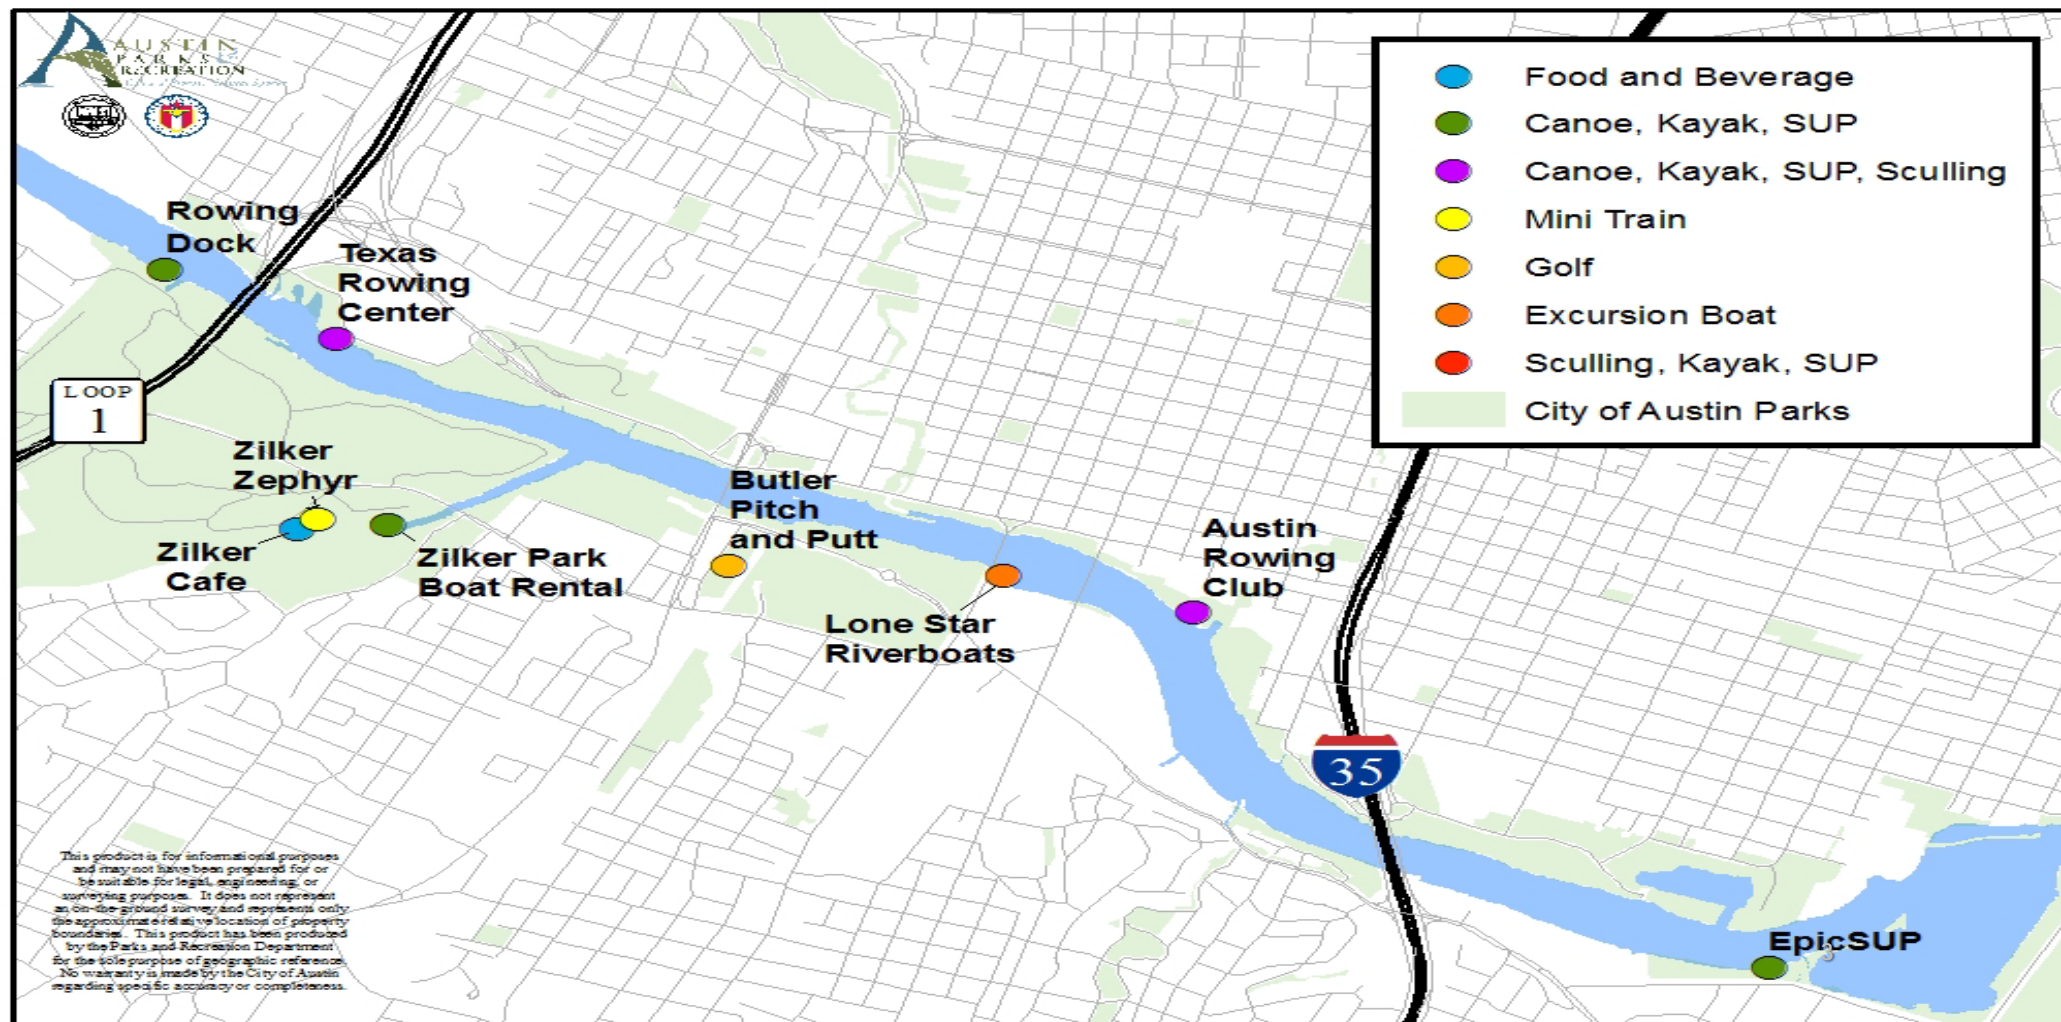 AUSTIN
PARKS
RECREATION
Food and Beverage
Canoe, Kayak, SUP
Canoe, Kayak, SUP, Sculling
Mini Train
Golf
Excursion Boat
Sculling, Kayak, SUP
City of Austin Parks
Rowing
Dock
Texas
Rowing
Center
LOOP
1
Zilker
Zephyr
Zilker
Cafe
Zilker Park
Boat Rental
Butler
Pitch
and Putt
Lone Star
Riverboats
Austin
Rowing
Club
35
EpicSUP
This product is for informational purposes
and may not have been prepared for or
be suitable for legal, engineering, or
surveying purposes. It does not represent
an on-the-ground survey and represents only
the approximate relative location of property
boundaries. This product has been produced
by the Parks and Recreation Department
for the sole purpose of geographic reference.
No warranty is made by the City of Austin
regarding specific accuracy or completeness.